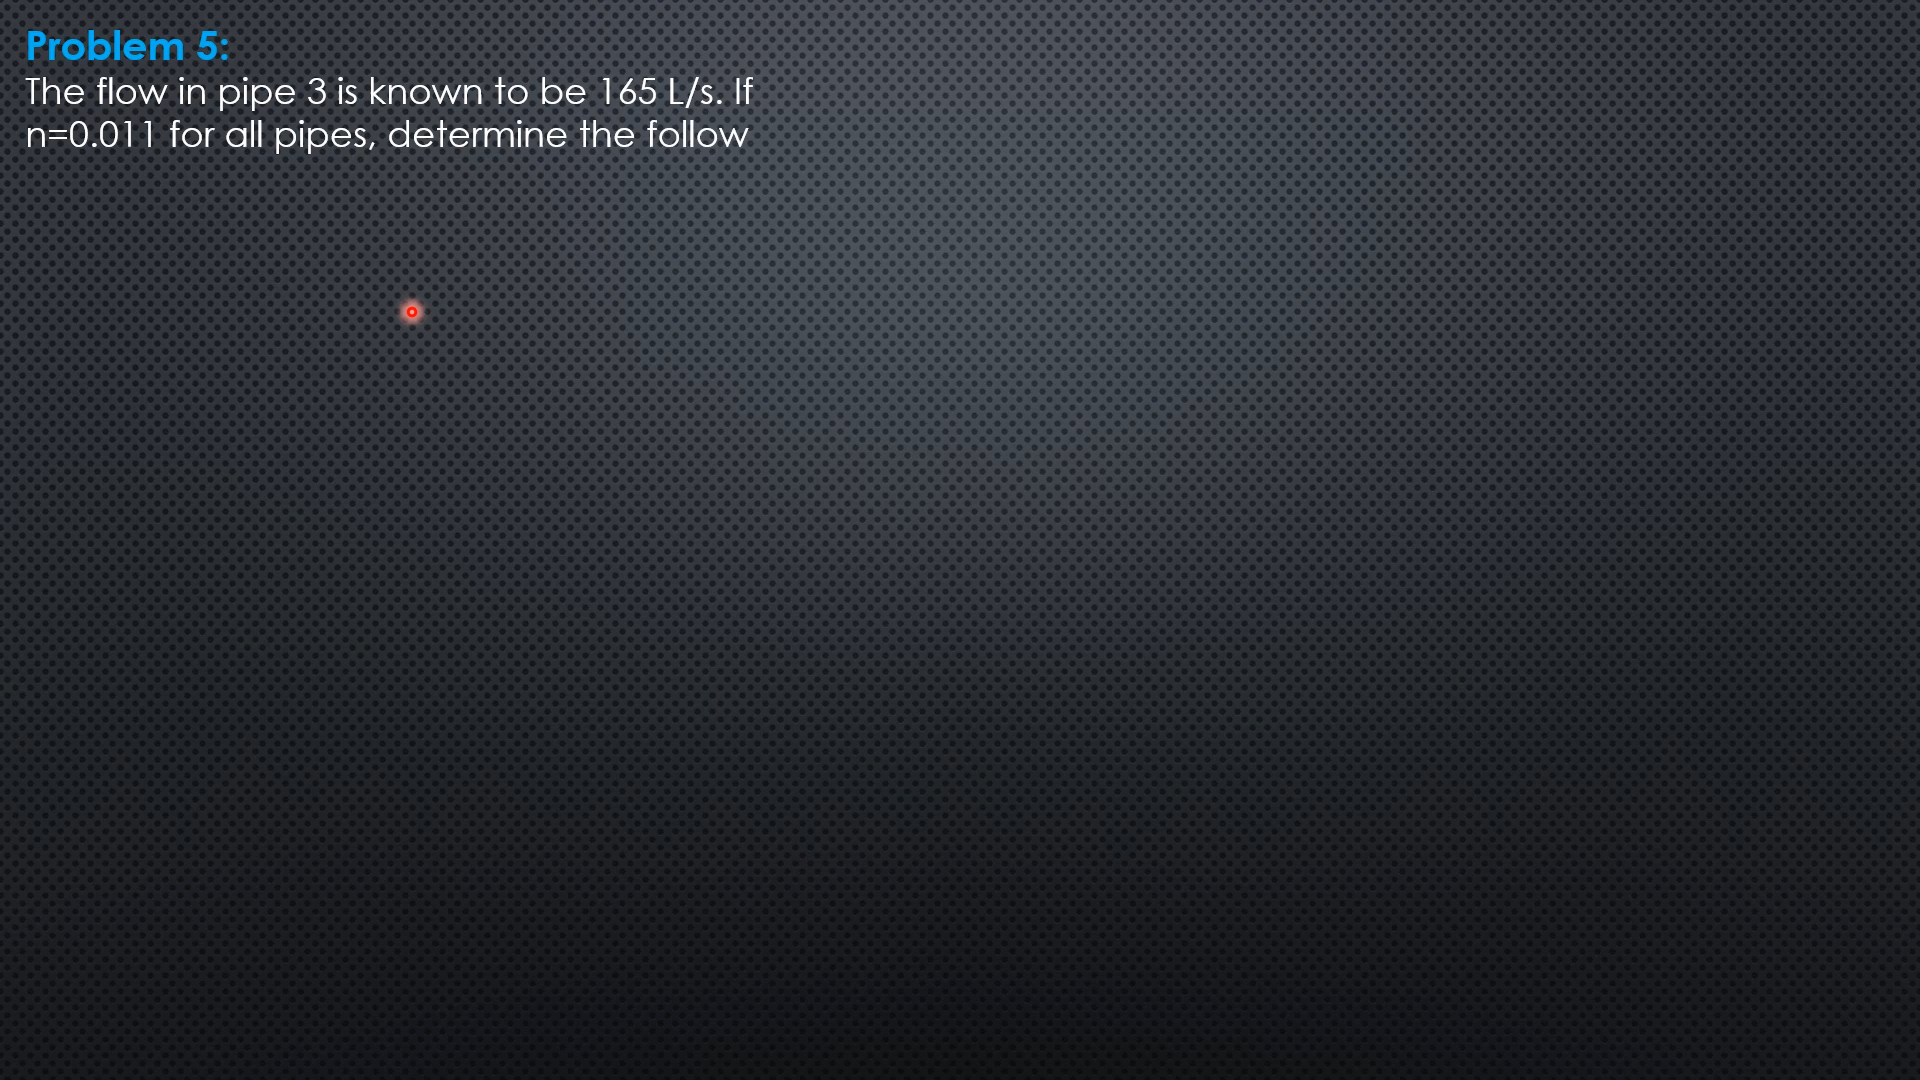 Problem 5:
The flow in pipe 3 is known to be 165 L/s. If
n=0.011 for all pipes, determine the follow